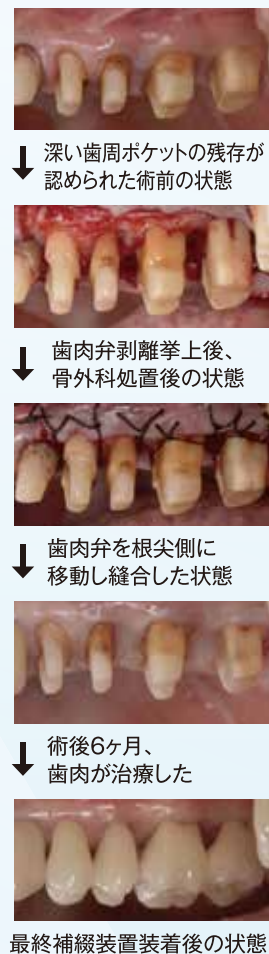 深い歯周ポケットの残存が
認められた術前の状態
歯肉弁剥離挙上後、
骨外科処置後の状態
歯肉弁を根尖側に
移動し縫合した状態
術後6ヶ月、
歯肉が治療した
最終補綴装置装着後の状態